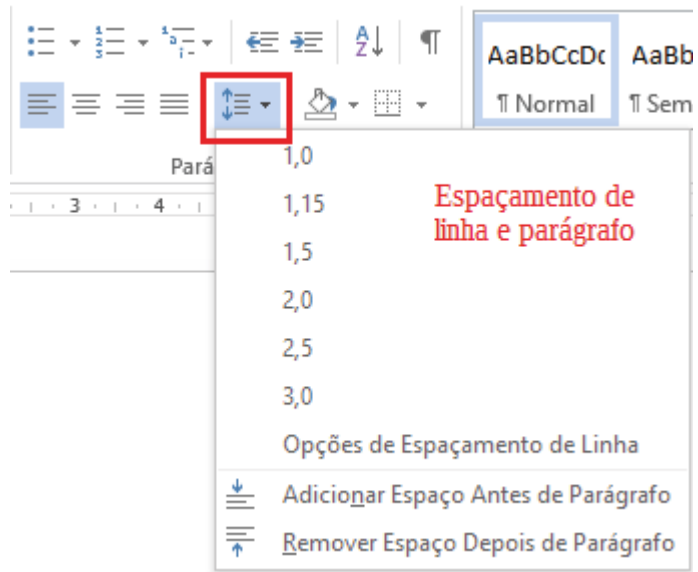 AaBbCcDc AaBb
¶ Normal ¶ Sem
Pará
3 4
1,0
1,15
1,5
2,0
2,5
3,0
Espaçamento de
linha e parágrafo
Opções de Espaçamento de Linha
Adicionar Espaço Antes de Parágrafo
Remover Espaço Depois de Parágrafo